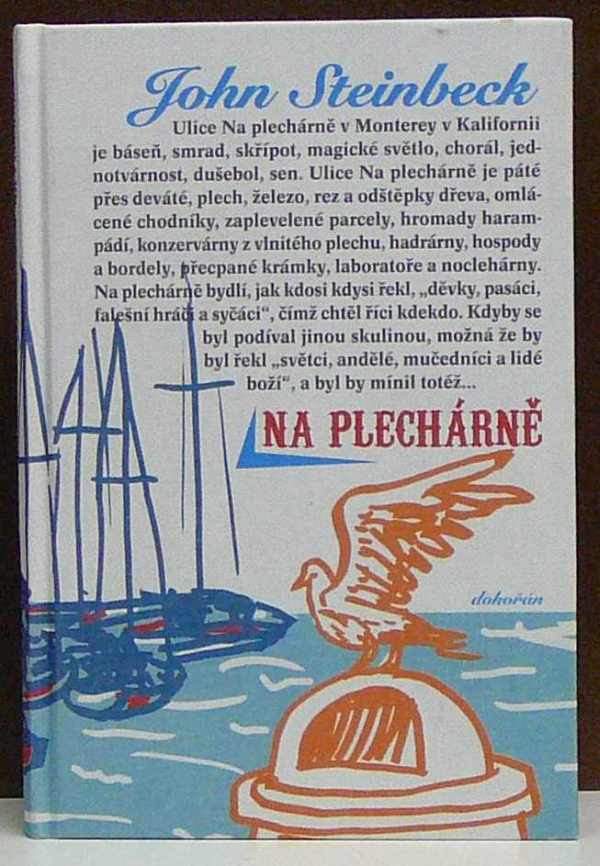 John Steinbeck
Ulice Na plechárně v Monterey v Kalifornii
je báseň, smrad, skřípot, magické světlo, chorál, jed-
notvárnost, dušebol, sen. Ulice Na plechárně je páté
přes deváté, plech, železo, rez a odštěpky dřeva, omlá-
cené chodníky, zaplevelené parcely, hromady haram-
pádí, konzervárny z vlnitého plechu, hadrárny, hospody
a bordely, přecpané krámky, laboratoře a noclehárny.
Na plechárně bydlí, jak kdosi kdysi řekl, „děvky, pasáci,
falešní hráči a syčáci“, čímž chtěl říci kdekdo. Kdyby se
byl podíval jinou skulinou, možná že by
byl řekl „světci, andělé, mučedníci a lidé
boží“, a byl by mínil totéž...
NA PLECHÁRNĚ
dokořán